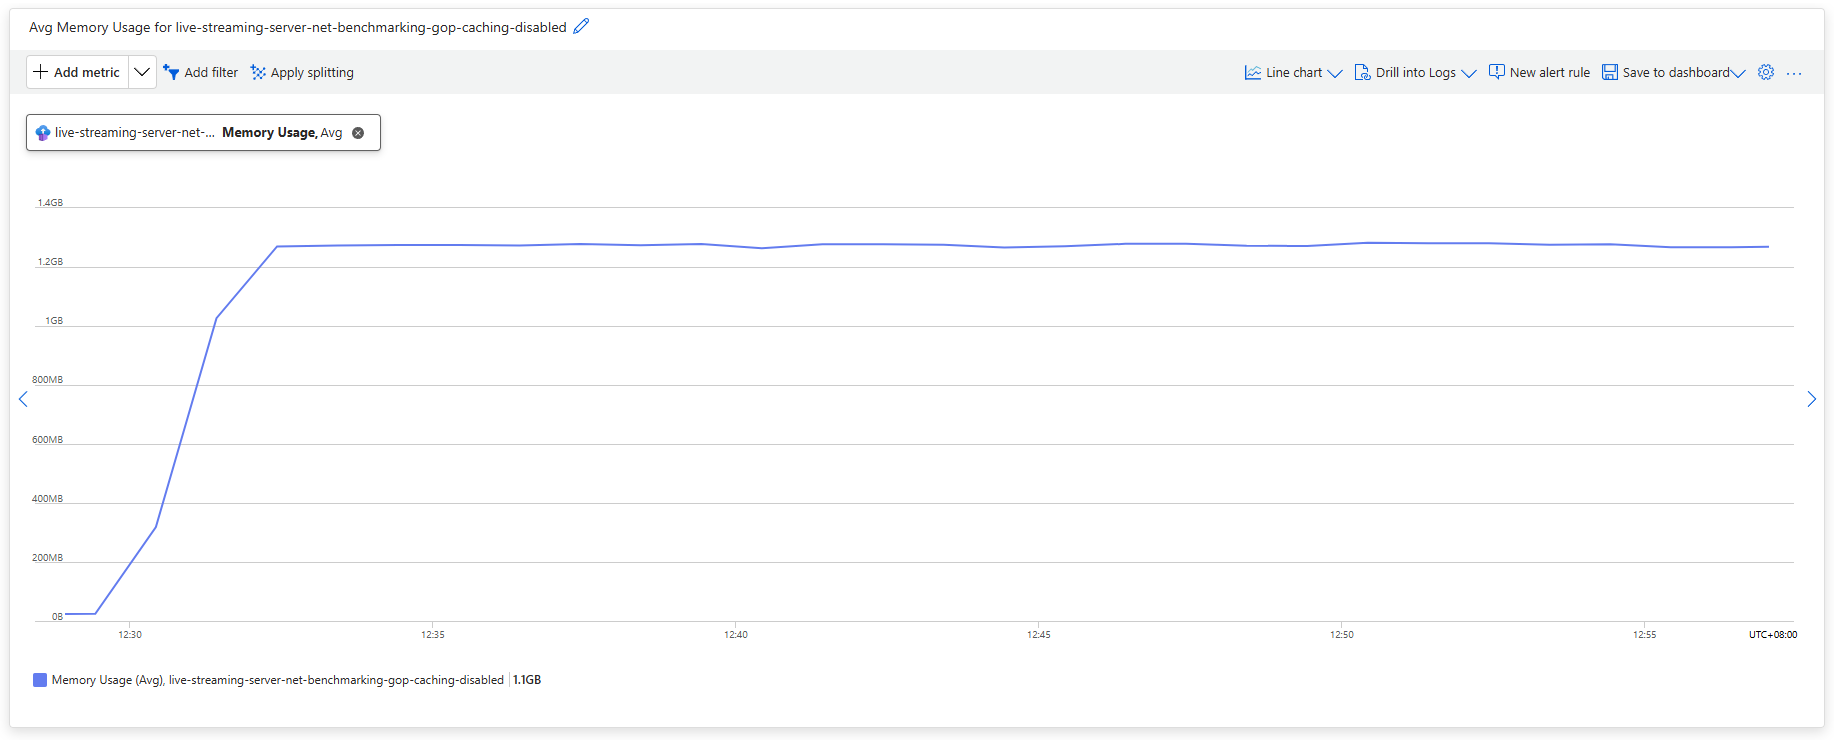 Avg Memory Usage for live-streaming-server-net-benchmarking-gop-caching-disabled
Add metric Add filter Apply splitting Line chart Drill into Logs New alert rule Save to dashboard ...
live-streaming-server-net-... Memory Usage, Avg
1.4GB
1.2GB
1GB
800MB
600MB
400MB
200MB
0B
12:30 12:35 12:40 12:45 12:50 12:55 UTC+08:00
Memory Usage (Avg), live-streaming-server-net-benchmarking-gop-caching-disabled 1.1GB